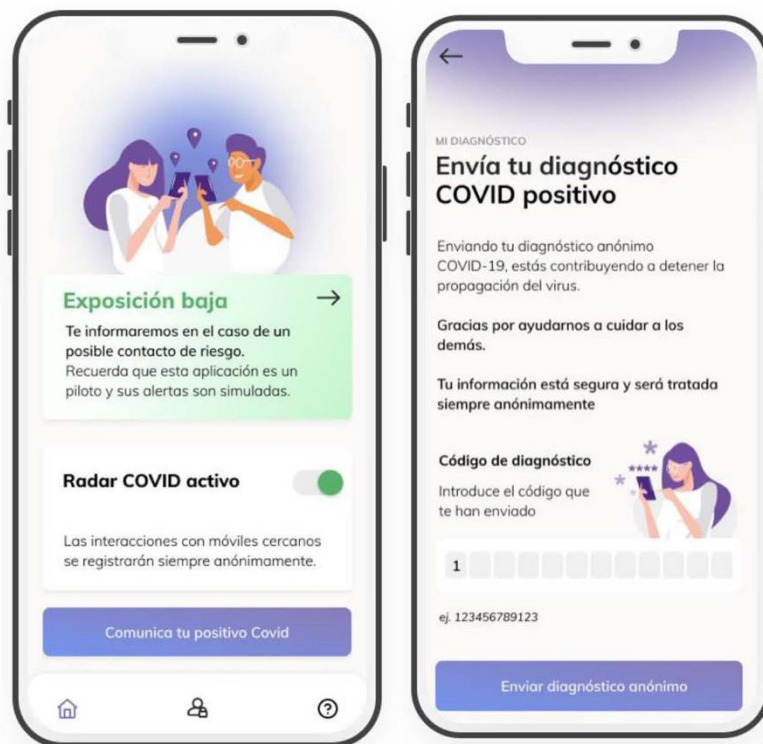 Exposición baja
Te informaremos en el caso de un
posible contacto de riesgo.
Recuerda que esta aplicación es un
piloto y sus alertas son simuladas.
Radar COVID activo
Las interacciones con móviles cercanos
se registrarán siempre anónimamente.
Comunica tu positivo Covid
MI DIAGNÓSTICO
Envía tu diagnóstico
COVID positivo
Enviando tu diagnóstico anónimo
COVID-19, estás contribuyendo a detener la
propagación del virus.
Gracias por ayudarnos a cuidar a los
demás.
Tu información está segura y será tratada
siempre anónimamente
Código de diagnóstico
Introduce el código que
te han enviado
1
ej. 123456789123
Enviar diagnóstico anónimo